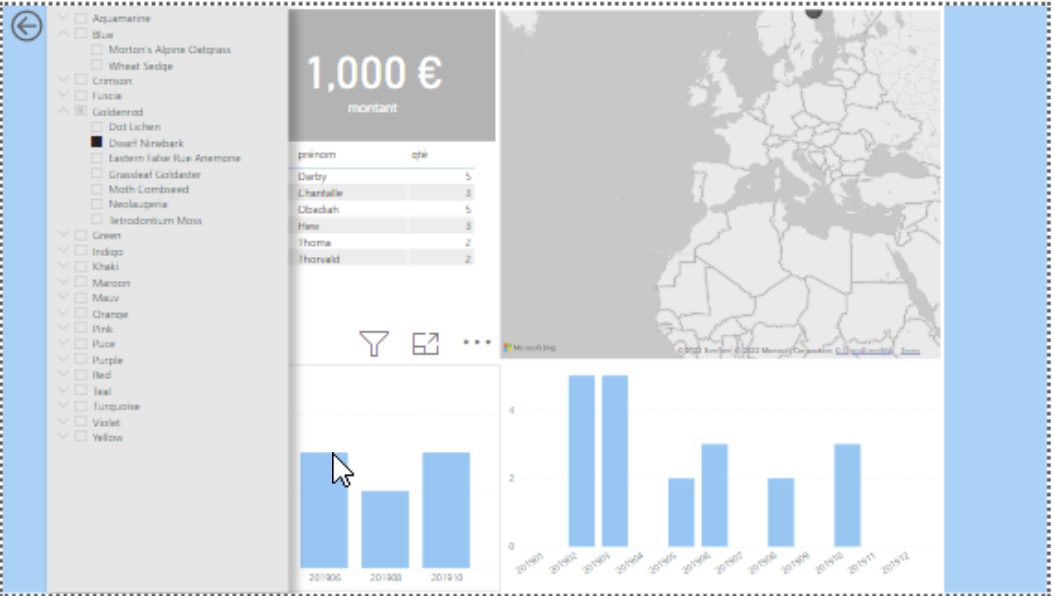 Aquamarine
Blue
Morton's Alpine Oatgrass
Wheat Sedge
Crimson
Fuscia
Goldenrod
Dot Lichen
Dwarf Ninebark
Eastern False Rue Anemone
Grassleaf Goldaster
Moth Combseed
Neolaugeria
Tetrodontium Moss
Green
Indigo
Khaki
Maroon
Mauv
Orange
Pink
Puce
Purple
Red
Teal
Turquoise
Violet
Yellow
1,000 €
montant
prénom qté
Darby 5
Chantalle 3
Obadiah 5
Hew 3
Thoma 2
Thorvald 2
Microsoft Bing
© 2022 TomTom, © 2022 Microsoft Corporation, © OpenStreetMap Terms
201906 201908 201910
4
2
0
201901 201902 201903 201904 201905 201906 201907 201908 201909 201910 201911 201912